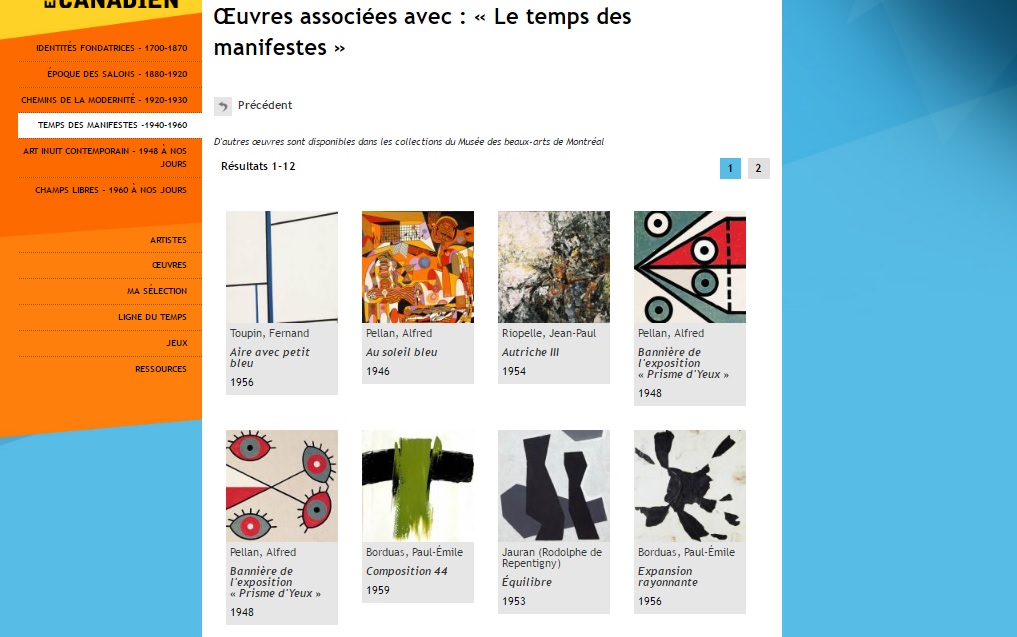 CANADIEN
IDENTITÉS FONDATRICES - 1700-1870
ÉPOQUE DES SALONS - 1880-1920
CHEMINS DE LA MODERNITÉ - 1920-1930
TEMPS DES MANIFESTES -1940-1960
ART INUIT CONTEMPORAIN - 1948 À NOS
JOURS
CHAMPS LIBRES - 1960 À NOS JOURS
ARTISTES
ŒUVRES
MA SÉLECTION
LIGNE DU TEMPS
JEUX
RESSOURCES
Œuvres associées avec : « Le temps des
manifestes »
Précédent
D'autres œuvres sont disponibles dans les collections du Musée des beaux-arts de Montréal
Résultats 1-12
1 2
Toupin, Fernand
Aire avec petit
bleu
1956
Pellan, Alfred
Au soleil bleu
1946
Riopelle, Jean-Paul
Autriche III
1954
Pellan, Alfred
Bannière de
l'exposition
« Prisme d'Yeux »
1948
Pellan, Alfred
Bannière de
l'exposition
« Prisme d'Yeux »
1948
Borduas, Paul-Émile
Composition 44
1959
Jauran (Rodolphe de
Repentigny)
Équilibre
1953
Borduas, Paul-Émile
Expansion
rayonnante
1956